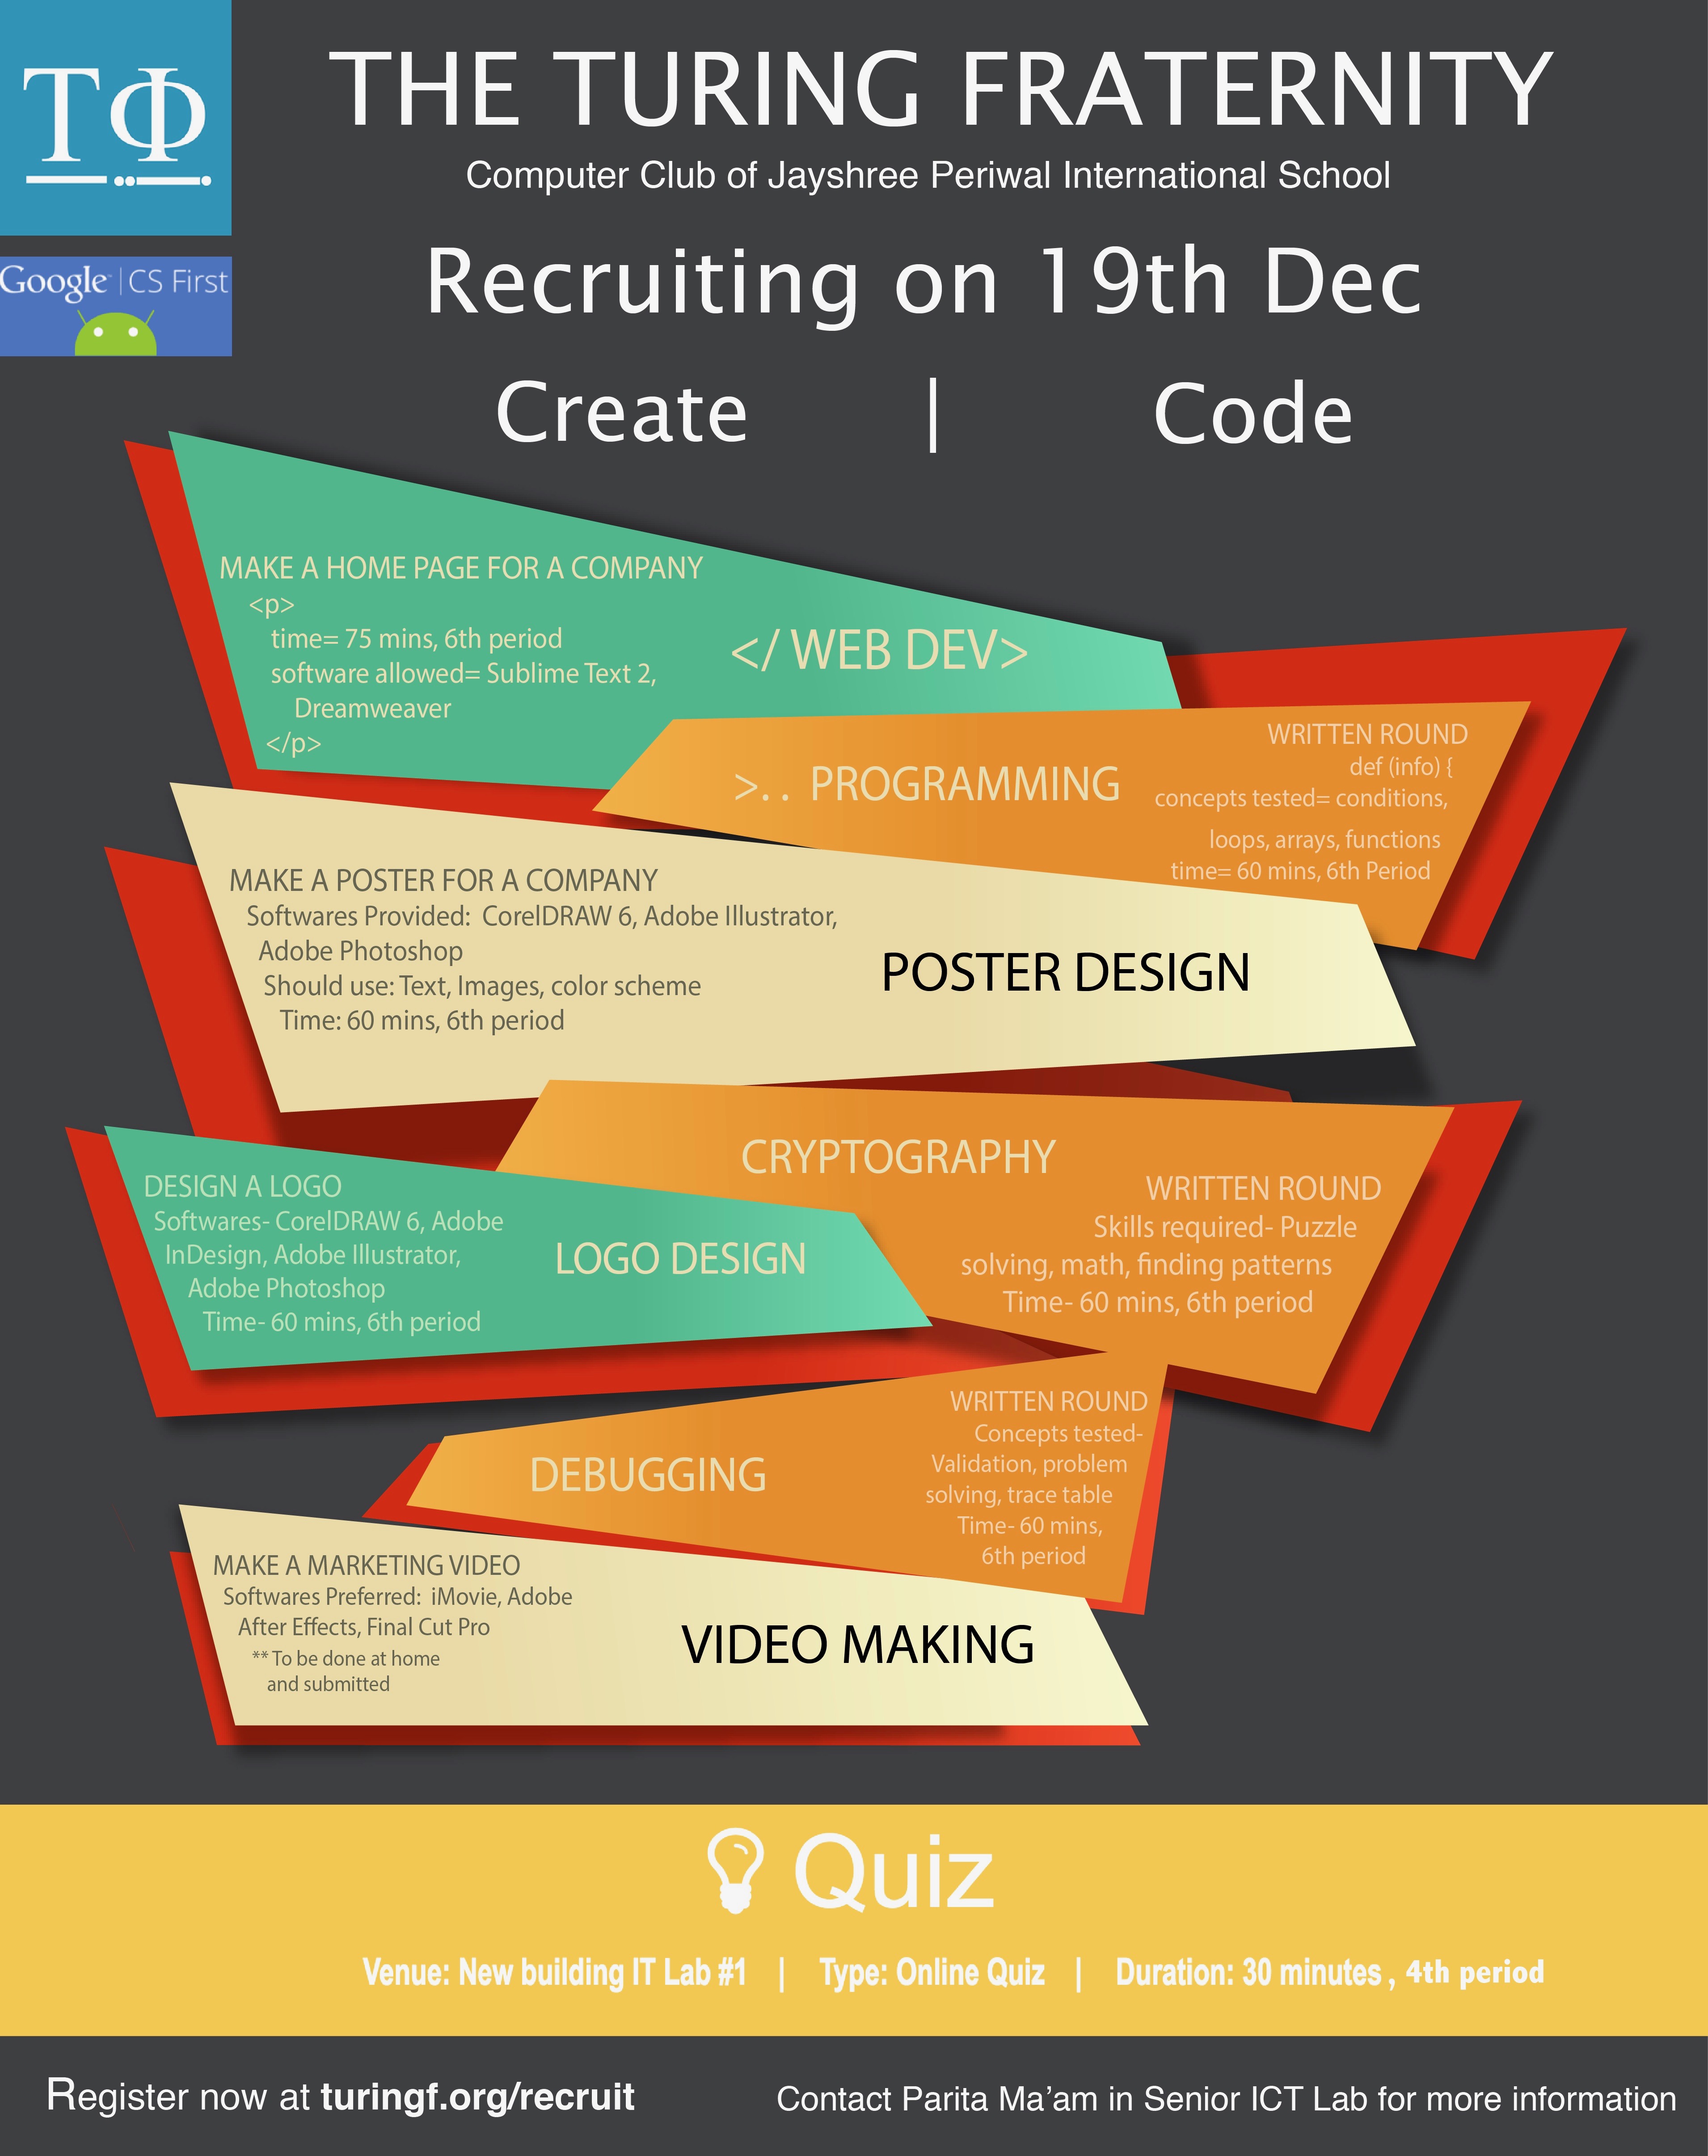 ΤΦ
THE TURING FRATERNITY
Computer Club of Jayshree Periwal International School
Google | CS First
Recruiting on 19th Dec
Create | Code
MAKE A HOME PAGE FOR A COMPANY
<p>
time= 75 mins, 6th period
software allowed= Sublime Text 2,
Dreamweaver
</p>
</ WEB DEV>
>. . PROGRAMMING
WRITTEN ROUND
def (info) {
concepts tested= conditions,
loops, arrays, functions
time= 60 mins, 6th Period
MAKE A POSTER FOR A COMPANY
Softwares Provided: CorelDRAW 6, Adobe Illustrator,
Adobe Photoshop
Should use: Text, Images, color scheme
Time: 60 mins, 6th period
POSTER DESIGN
CRYPTOGRAPHY
WRITTEN ROUND
Skills required- Puzzle
solving, math, finding patterns
Time- 60 mins, 6th period
DESIGN A LOGO
Softwares- CorelDRAW 6, Adobe
InDesign, Adobe Illustrator,
Adobe Photoshop
Time- 60 mins, 6th period
LOGO DESIGN
DEBUGGING
WRITTEN ROUND
Concepts tested-
Validation, problem
solving, trace table
Time- 60 mins,
6th period
MAKE A MARKETING VIDEO
Softwares Preferred: iMovie, Adobe
After Effects, Final Cut Pro
** To be done at home
and submitted
VIDEO MAKING
Quiz
Venue: New building IT Lab #1 | Type: Online Quiz | Duration: 30 minutes , 4th period
Register now at turingf.org/recruit
Contact Parita Ma’am in Senior ICT Lab for more information